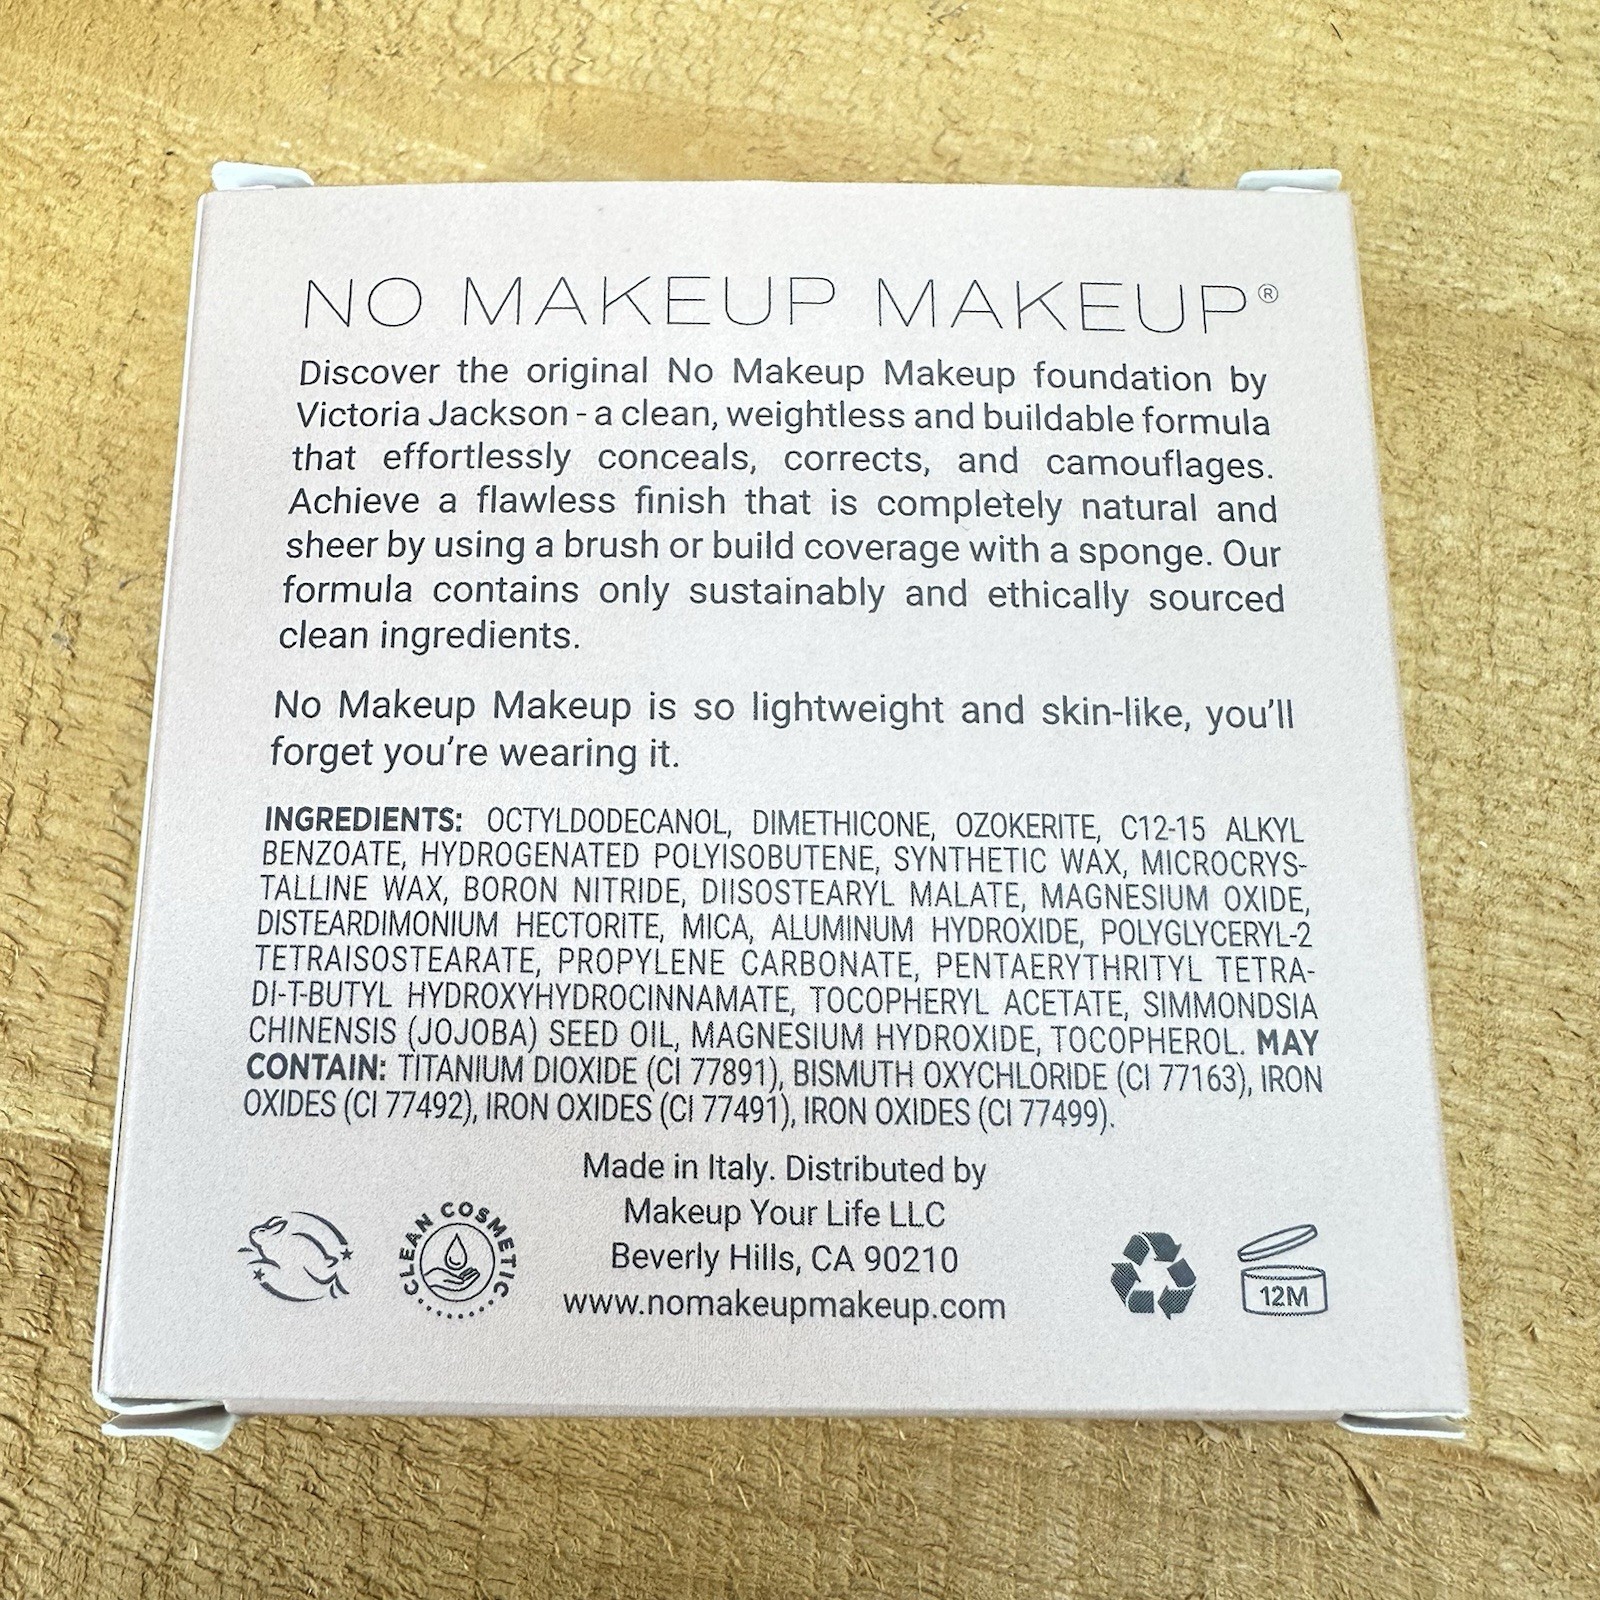 NO MAKEUP MAKEUP®
Discover the original No Makeup Makeup foundation by
Victoria Jackson - a clean, weightless and buildable formula
that effortlessly conceals, corrects, and camouflages.
Achieve a flawless finish that is completely natural and
sheer by using a brush or build coverage with a sponge. Our
formula contains only sustainably and ethically sourced
clean ingredients.
No Makeup Makeup is so lightweight and skin-like, you'll
forget you're wearing it.
INGREDIENTS: OCTYLDODECANOL, DIMETHICONE, OZOKERITE, C12-15 ALKYL
BENZOATE, HYDROGENATED POLYISOBUTENE, SYNTHETIC WAX, MICROCRYS-
TALLINE WAX, BORON NITRIDE, DIISOSTEARYL MALATE, MAGNESIUM OXIDE,
DISTEARDIMONIUM HECTORITE, MICA, ALUMINUM HYDROXIDE, POLYGLYCERYL-2
TETRAISOSTEARATE, PROPYLENE CARBONATE, PENTAERYTHRITYL TETRA-
DI-T-BUTYL HYDROXYHYDROCINNAMATE, TOCOPHERYL ACETATE, SIMMONDSIA
CHINENSIS (JOJOBA) SEED OIL, MAGNESIUM HYDROXIDE, TOCOPHEROL. MAY
CONTAIN: TITANIUM DIOXIDE (CI 77891), BISMUTH OXYCHLORIDE (CI 77163), IRON
OXIDES (CI 77492), IRON OXIDES (CI 77491), IRON OXIDES (CI 77499).
Made in Italy. Distributed by
Makeup Your Life LLC
Beverly Hills, CA 90210
www.nomakeupmakeup.com
CLEAN COSMETIC
12M